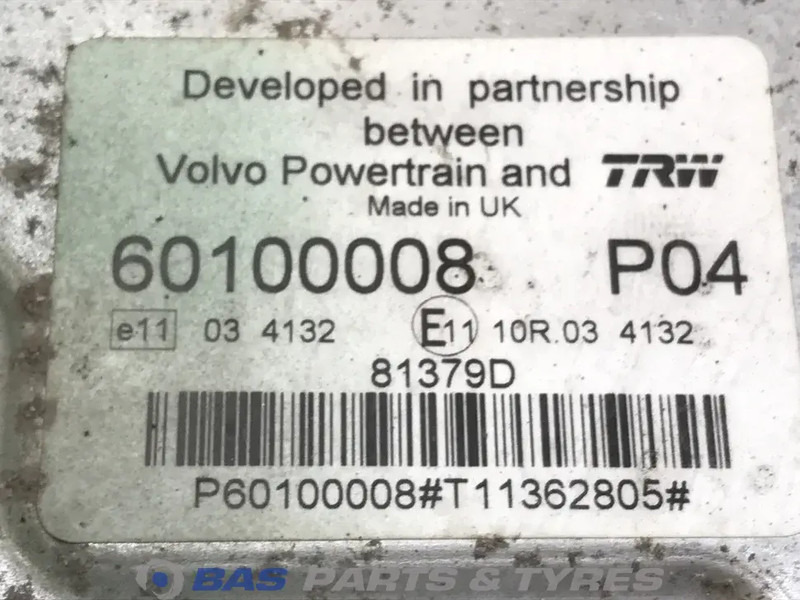 Developed in partnership
between
Volvo Powertrain and TRW
Made in UK
60100008 P04
e11 03 4132 E11 10R.03 4132
81379D
P60100008#T11362805#
BAS PARTS & TYRES